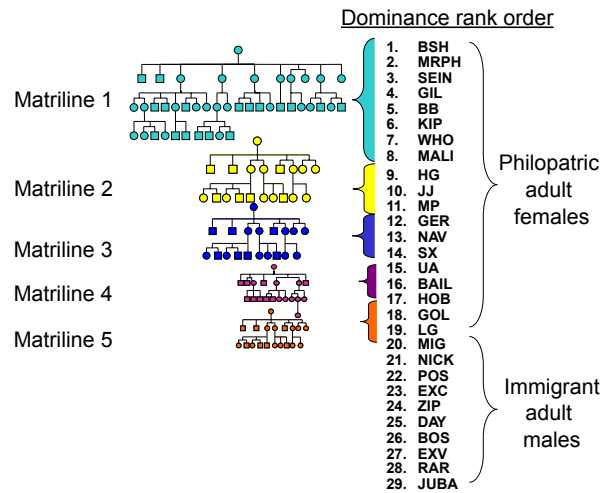 Dominance rank order
1. BSH
2. MRPH
3. SEIN
4. GIL
5. BB
6. KIP
7. WHO
8. MALI
9. HG
10. JJ
11. MP
12. GER
13. NAV
14. SX
15. UA
16. BAIL
17. HOB
18. GOL
19. LG
20. MIG
21. NICK
22. POS
23. EXC
24. ZIP
25. DAY
26. BOS
27. EXV
28. RAR
29. JUBA
Matriline 1
Matriline 2
Matriline 3
Matriline 4
Matriline 5
Philopatric
adult
females
Immigrant
adult
males